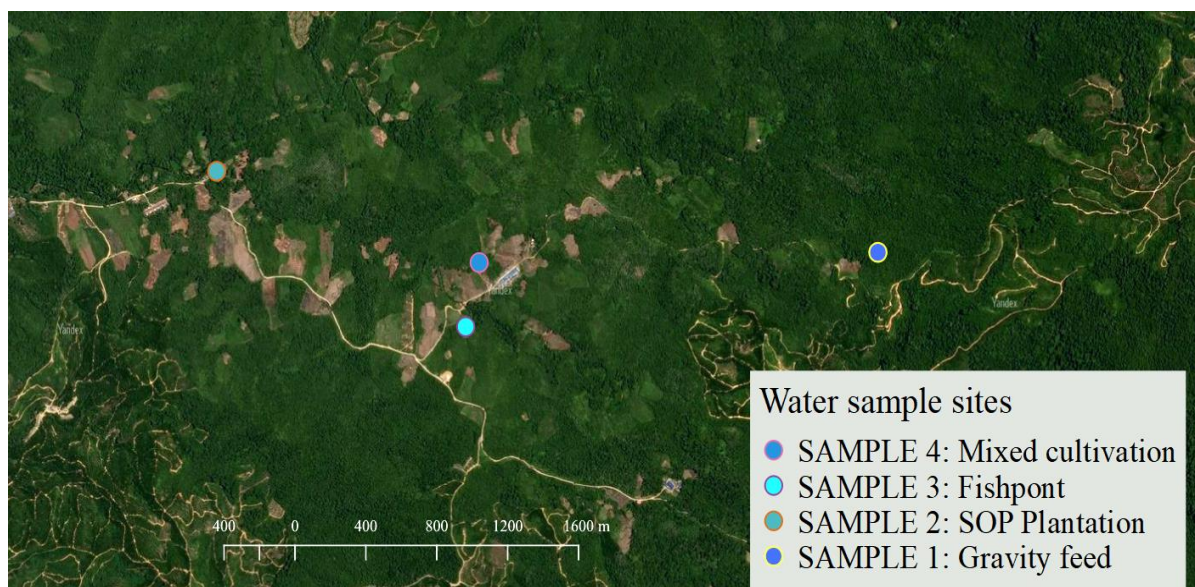 Yandex
Yandex
Yandex
Water sample sites
SAMPLE 4: Mixed cultivation
SAMPLE 3: Fishpont
SAMPLE 2: SOP Plantation
SAMPLE 1: Gravity feed
400 0 400 800 1200 1600 m